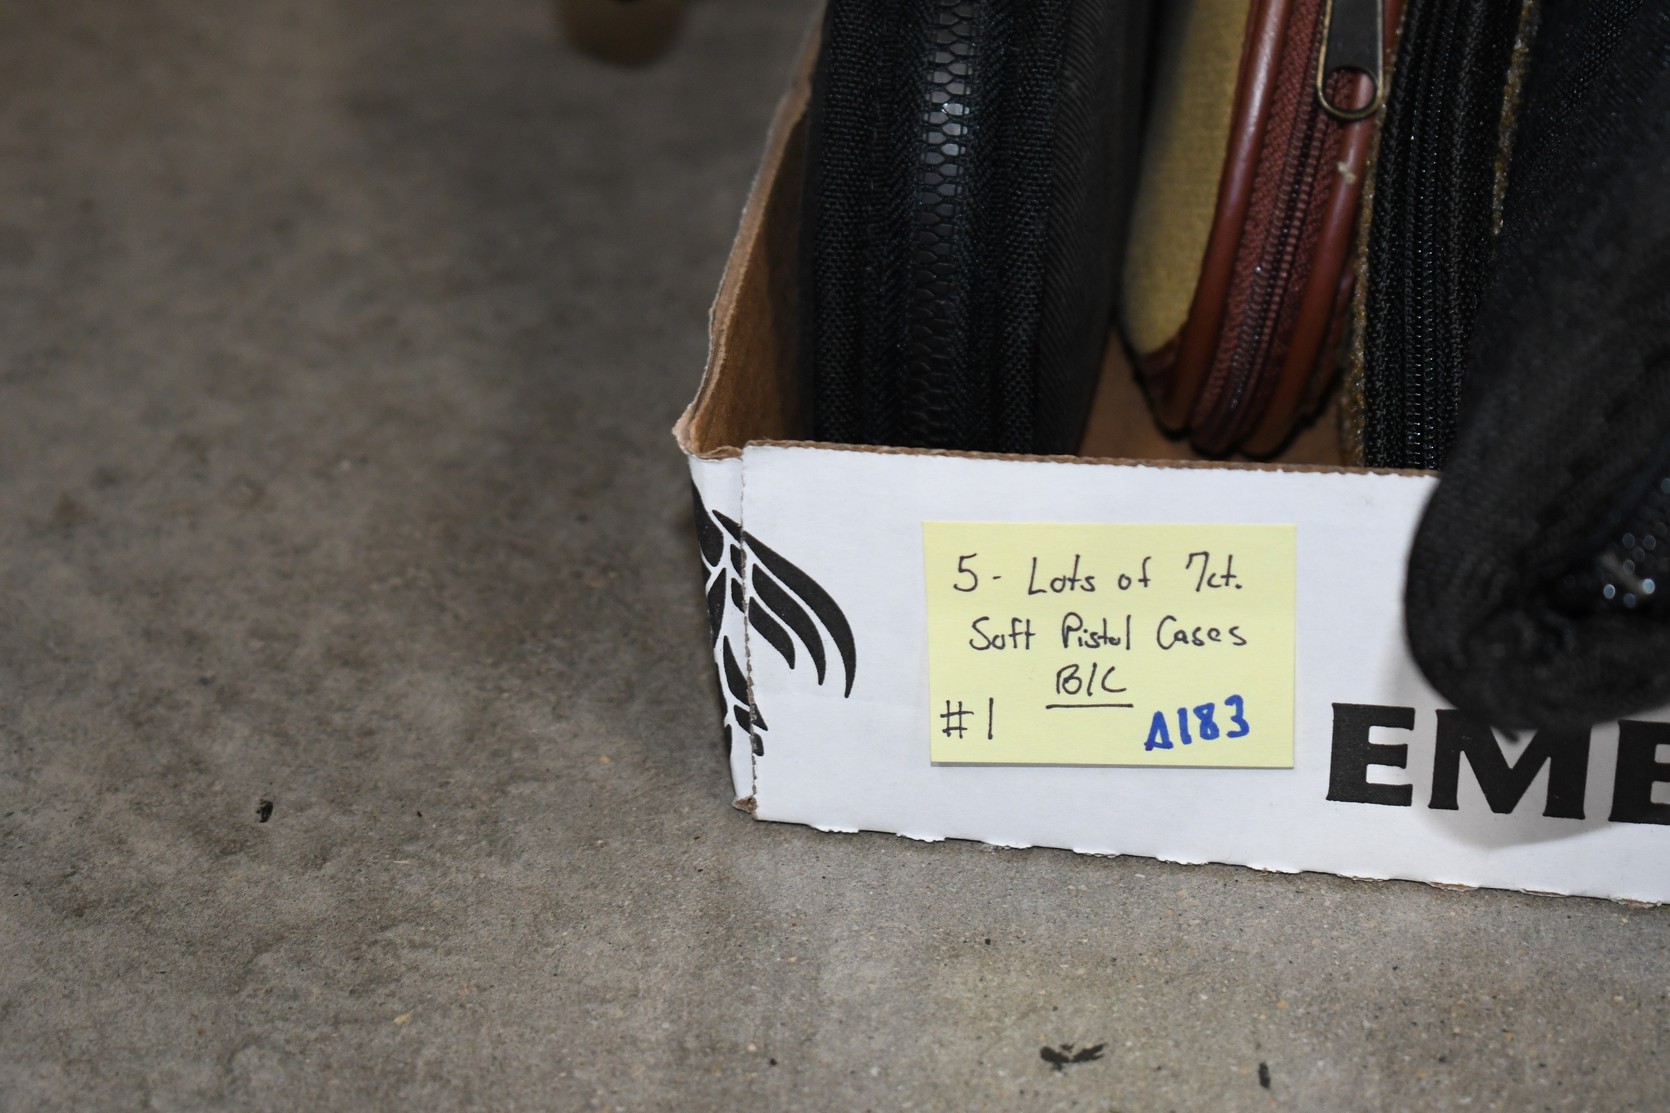 5 - Lots of 7ct.
Soft Pistol Cases
B/C
#1 A183
EME